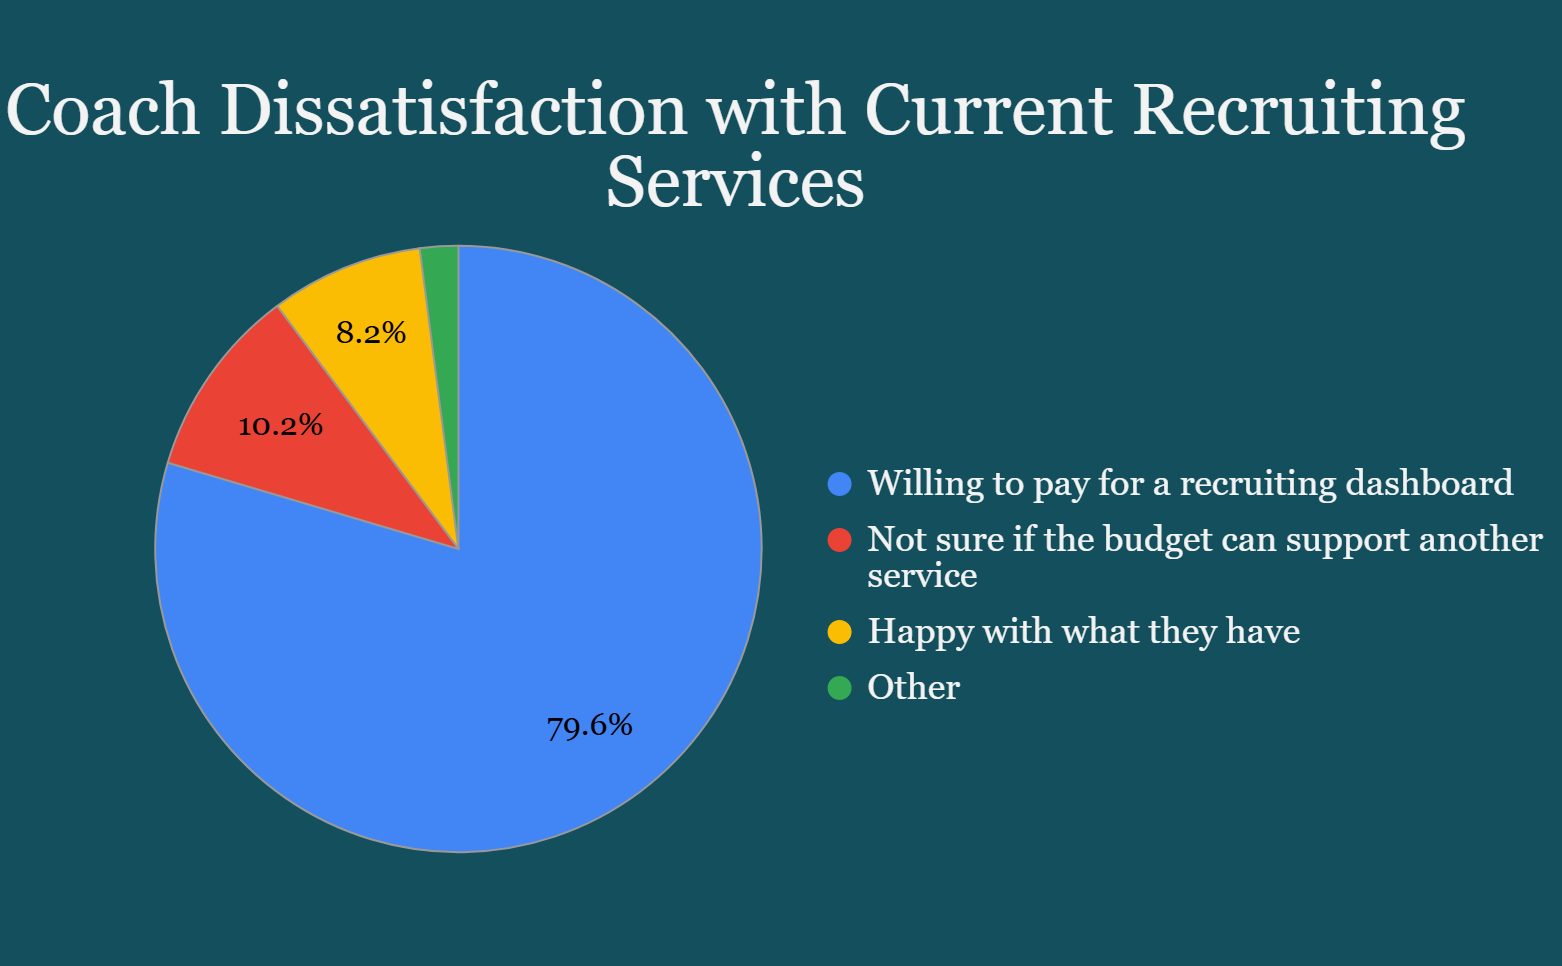 Coach Dissatisfaction with Current Recruiting
Services
8.2%
10.2%
79.6%
Willing to pay for a recruiting dashboard
Not sure if the budget can support another
service
Happy with what they have
Other